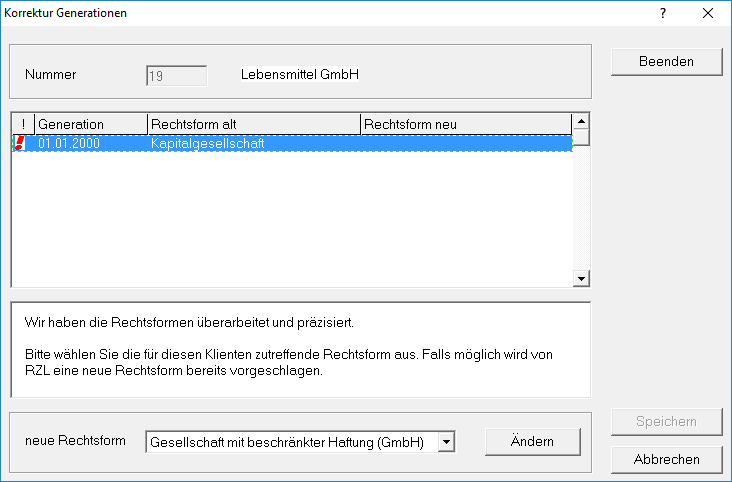 Korrektur Generationen
Nummer 19 Lebensmittel GmbH
Beenden
! Generation Rechtsform alt Rechtsform neu
! 01.01.2000 Kapitalgesellschaft
Wir haben die Rechtsformen überarbeitet und präzisiert.
Bitte wählen Sie die für diesen Klienten zutreffende Rechtsform aus. Falls möglich wird von
RZL eine neue Rechtsform bereits vorgeschlagen.
neue Rechtsform Gesellschaft mit beschränkter Haftung (GmbH) Ändern
Speichern
Abbrechen